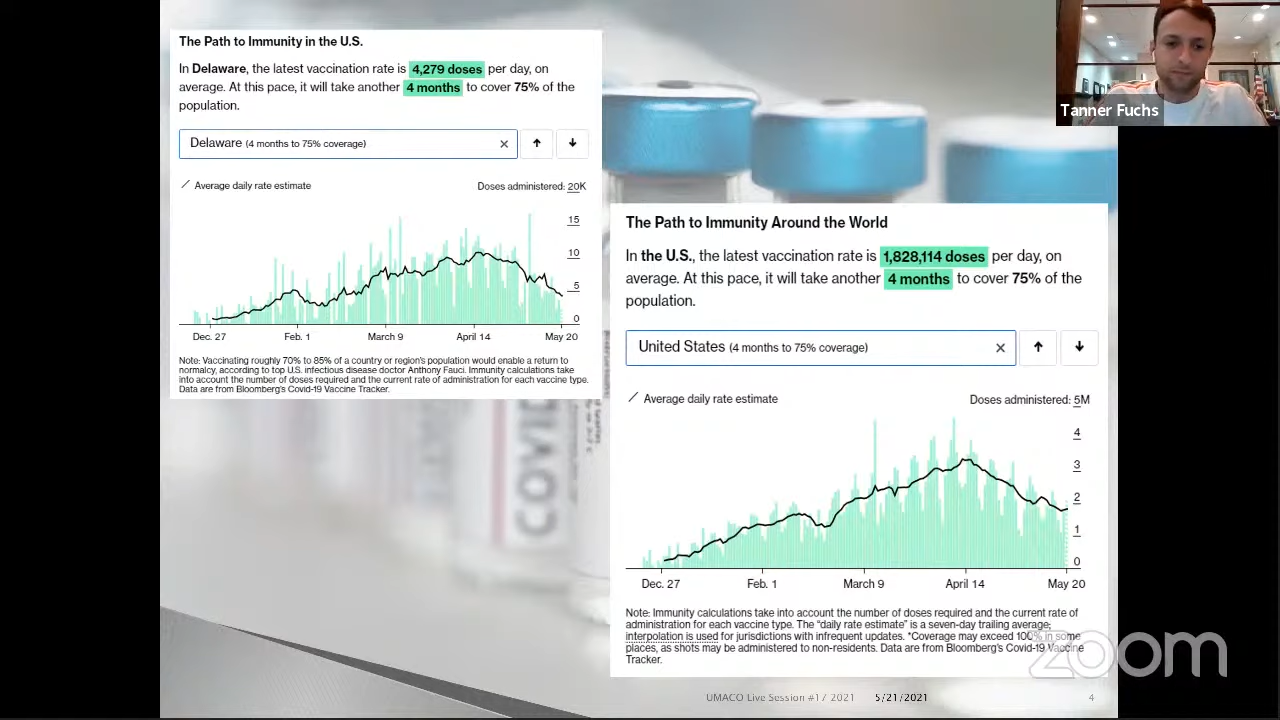 The Path to Immunity in the U.S.
In Delaware, the latest vaccination rate is 4,279 doses per day, on
average. At this pace, it will take another 4 months to cover 75% of the
population.
Delaware (4 months to 75% coverage)
Average daily rate estimate
Doses administered: 20K
15
10
5
0
Dec. 27 Feb. 1 March 9 April 14 May 20
Note: Vaccinating roughly 70% to 85% of a country or region's population would enable a return to
normalcy, according to top U.S. infectious disease doctor Anthony Fauci. Immunity calculations take
into account the number of doses required and the current rate of administration for each vaccine type.
Data are from Bloomberg's Covid-19 Vaccine Tracker.
Tanner Fuchs
The Path to Immunity Around the World
In the U.S., the latest vaccination rate is 1,828,114 doses per day, on
average. At this pace, it will take another 4 months to cover 75% of the
population.
United States (4 months to 75% coverage)
Average daily rate estimate
Doses administered: 5M
4
3
2
1
0
Dec. 27 Feb. 1 March 9 April 14 May 20
Note: Immunity calculations take into account the number of doses required and the current rate of
administration for each vaccine type. The "daily rate estimate" is a seven-day trailing average;
interpolation is used for jurisdictions with infrequent updates. *Coverage may exceed 100% in some
places, as shots may be administered to non-residents. Data are from Bloomberg's Covid-19 Vaccine
Tracker.
COVID
zoom
UMACO Live Session #17 2021 5/21/2021 4